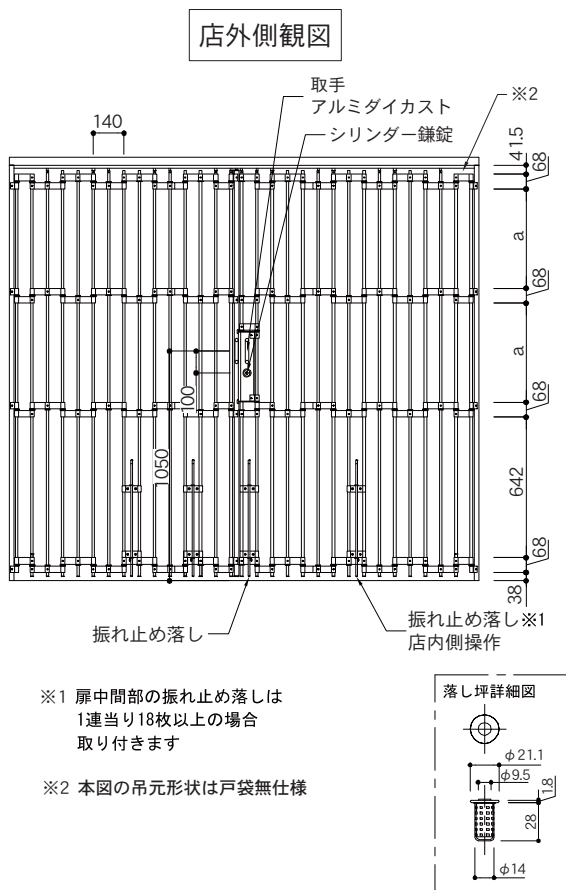 店外側観図
取手
アルミダイカスト
シリンダー鎌錠
※2
140
41.5
68
a
68
a
68
642
68
38
100
1050
振れ止め落し
振れ止め落し※1
店内側操作
※1 扉中間部の振れ止め落しは
1連当り18枚以上の場合
取り付きます
※2 本図の吊元形状は戸袋無仕様
落し坪詳細図
φ21.1
φ9.5
1.8
28
φ14